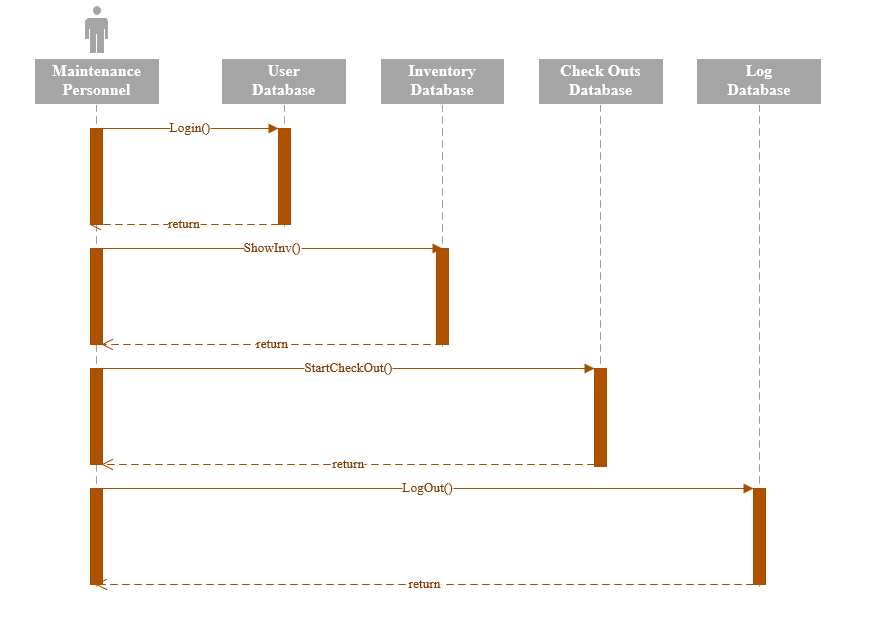 Maintenance
Personnel
User
Database
Inventory
Database
Check Outs
Database
Log
Database
Login()
return
ShowInv()
return
StartCheckOut()
return
LogOut()
return